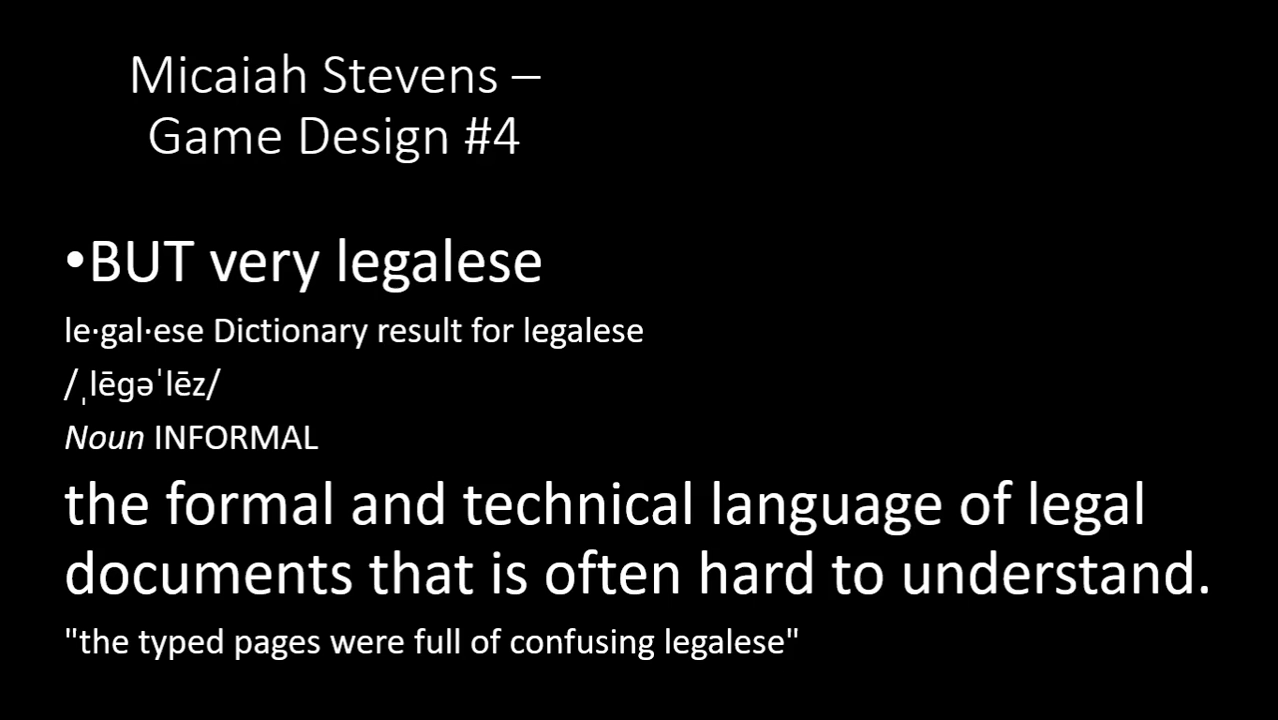 Micaiah Stevens –
Game Design #4
•BUT very legalese
le·gal·ese Dictionary result for legalese
/ˌlēɡəˈlēz/
Noun INFORMAL
the formal and technical language of legal
documents that is often hard to understand.
"the typed pages were full of confusing legalese"